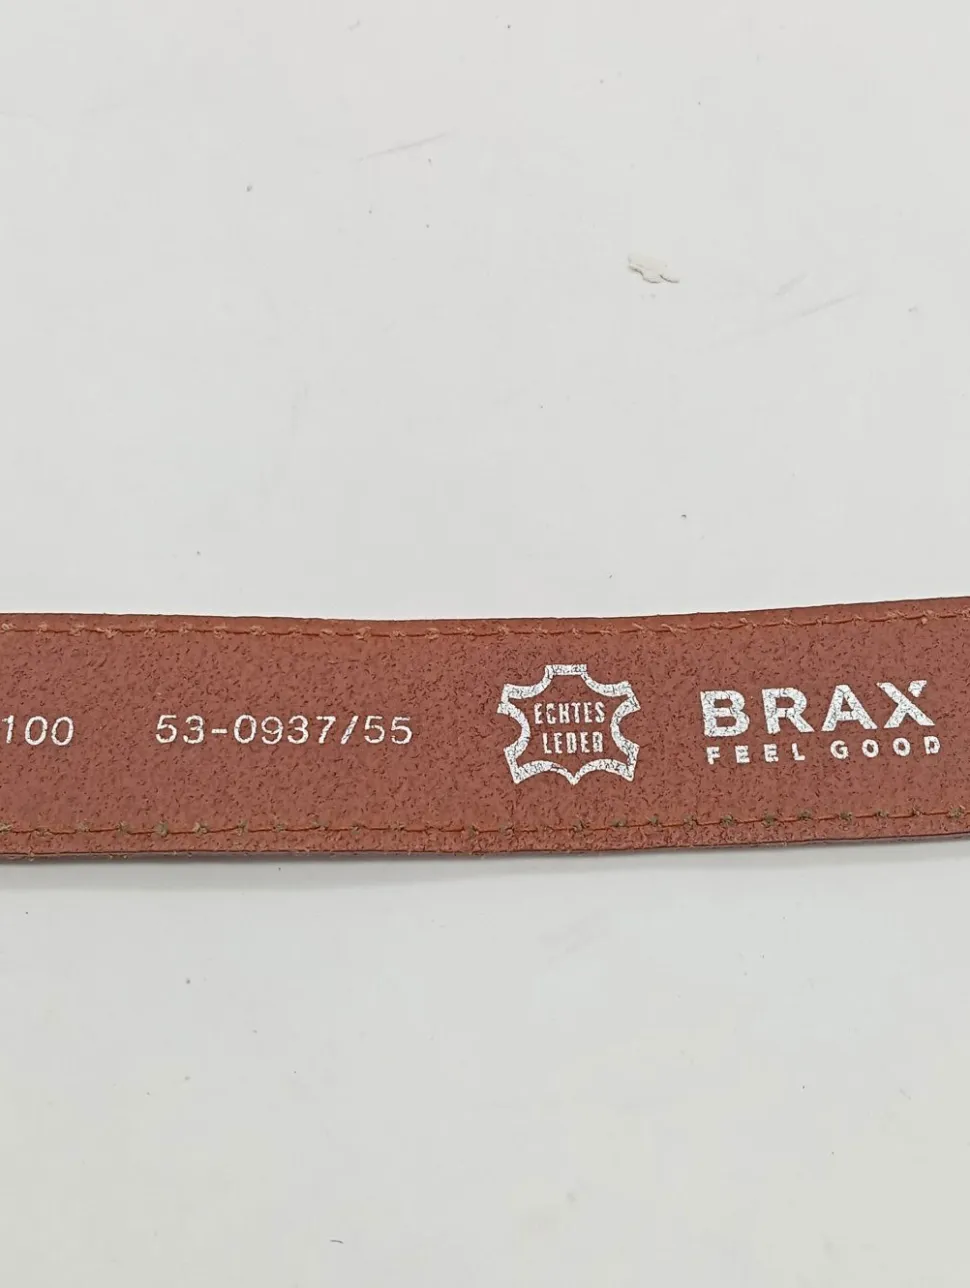 100
53-0937/55
ECHTES
LEDER
BRAX
FEEL GOOD